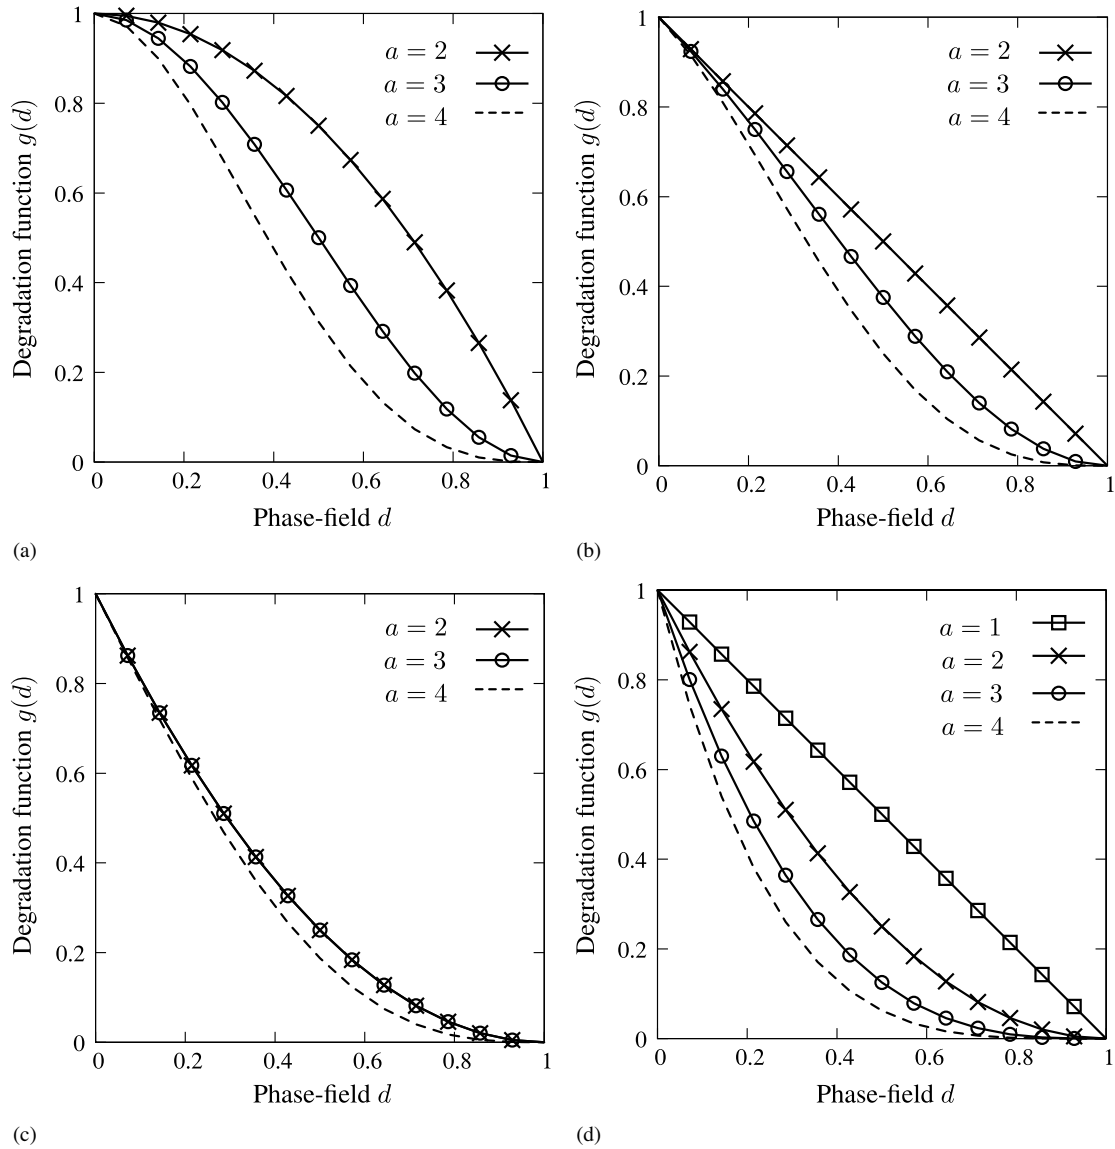 1
0.8
0.6
0.4
0.2
0
0 0.2 0.4 0.6 0.8 1
Degradation function g(d)
Phase-field d
a = 2
a = 3
a = 4
(a)
1
0.8
0.6
0.4
0.2
0
0 0.2 0.4 0.6 0.8 1
Degradation function g(d)
Phase-field d
a = 2
a = 3
a = 4
(b)
1
0.8
0.6
0.4
0.2
0
0 0.2 0.4 0.6 0.8 1
Degradation function g(d)
Phase-field d
a = 2
a = 3
a = 4
(c)
1
0.8
0.6
0.4
0.2
0
0 0.2 0.4 0.6 0.8 1
Degradation function g(d)
Phase-field d
a = 1
a = 2
a = 3
a = 4
(d)